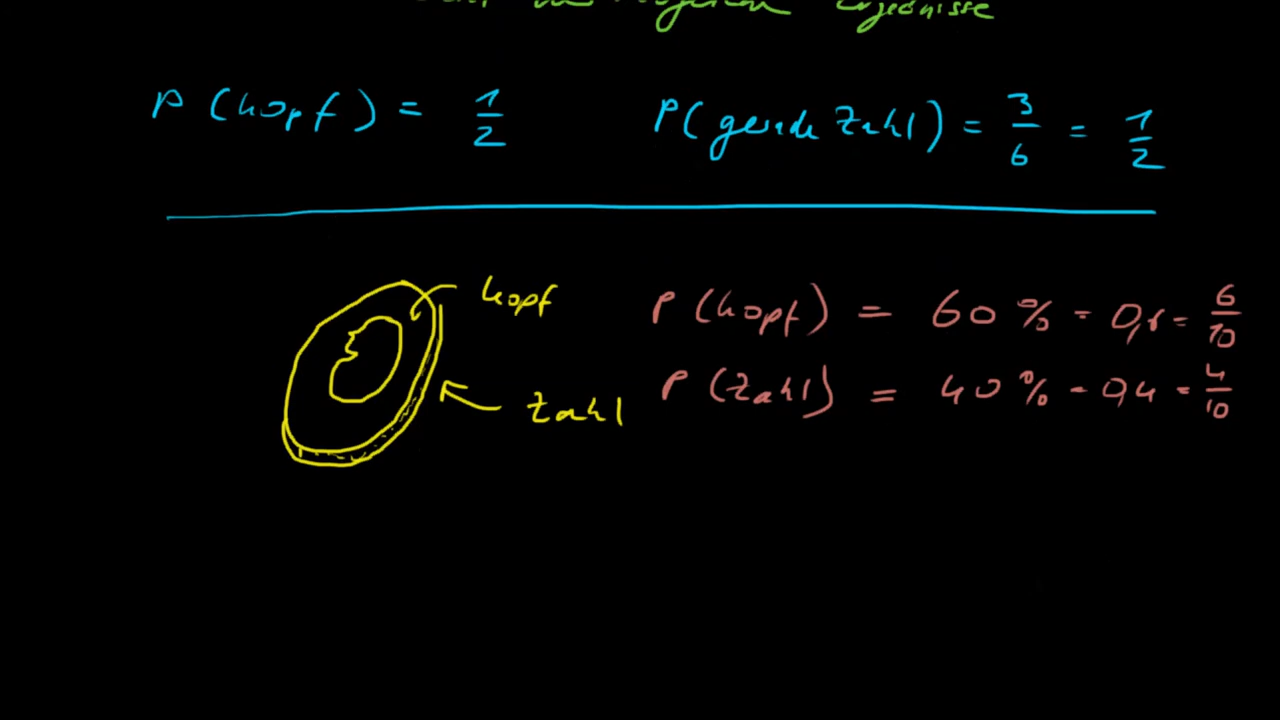 Ergebnisse
P (Kopf) = 1/2 P(gerade Zahl) = 3/6 = 1/2
Kopf P (Kopf) = 60 % = 0,6 = 6/10
Zahl P (Zahl) = 40 % = 0,4 = 4/10